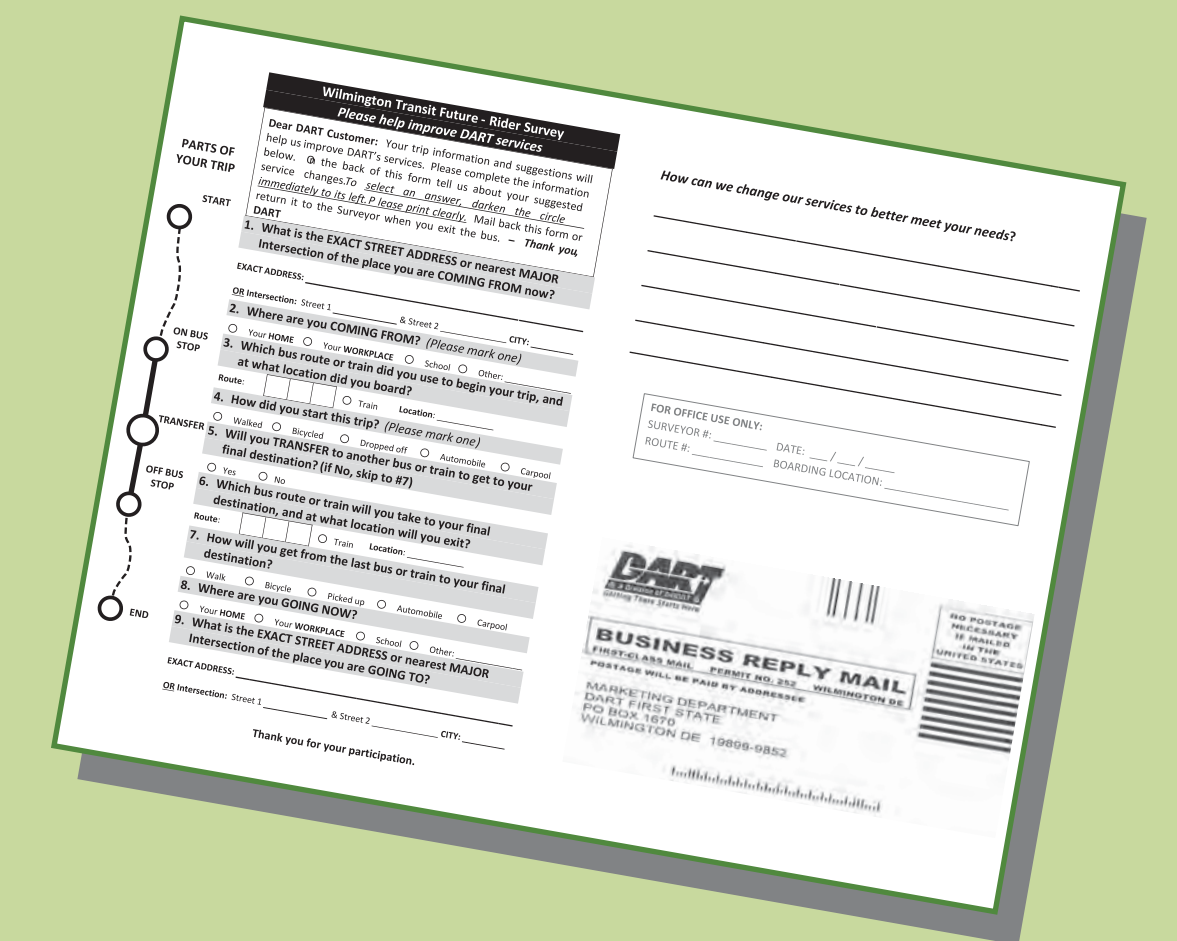 Wilmington Transit Future - Rider Survey
Please help improve DART services
Dear DART Customer: Your trip information and suggestions will
help us improve DART's services. Please complete the information
below. On the back of this form tell us about your suggested
service changes.To select an answer, darken the circle
immediately to its left.P lease print clearly. Mail back this form or
return it to the Surveyor when you exit the bus. – Thank you,
DART
PARTS OF
YOUR TRIP
START
ON BUS
STOP
TRANSFER
OFF BUS
STOP
END
1. What is the EXACT STREET ADDRESS or nearest MAJOR
Intersection of the place you are COMING FROM now?
EXACT ADDRESS:
OR Intersection: Street 1 & Street 2 CITY:
2. Where are you COMING FROM? (Please mark one)
Your HOME Your WORKPLACE School Other:
3. Which bus route or train did you use to begin your trip, and
at what location did you board?
Route: Train Location:
4. How did you start this trip? (Please mark one)
Walked Bicycled Dropped off Automobile Carpool
5. Will you TRANSFER to another bus or train to get to your
final destination? (if No, skip to #7)
Yes No
6. Which bus route or train will you take to your final
destination, and at what location will you exit?
Route: Train Location:
7. How will you get from the last bus or train to your final
destination?
Walk Bicycle Picked up Automobile Carpool
8. Where are you GOING NOW?
Your HOME Your WORKPLACE School Other:
9. What is the EXACT STREET ADDRESS or nearest MAJOR
Intersection of the place you are GOING TO?
EXACT ADDRESS:
OR Intersection: Street 1 & Street 2 CITY:
Thank you for your participation.
How can we change our services to better meet your needs?
FOR OFFICE USE ONLY:
SURVEYOR #: DATE: / /
ROUTE #: BOARDING LOCATION:
DART
Getting There Starts Here
NO POSTAGE
NECESSARY
IF MAILED
IN THE
UNITED STATES
BUSINESS REPLY MAIL
FIRST-CLASS MAIL PERMIT NO. 252 WILMINGTON DE
POSTAGE WILL BE PAID BY ADDRESSEE
MARKETING DEPARTMENT
DART FIRST STATE
PO BOX 1670
WILMINGTON DE 19899-9852